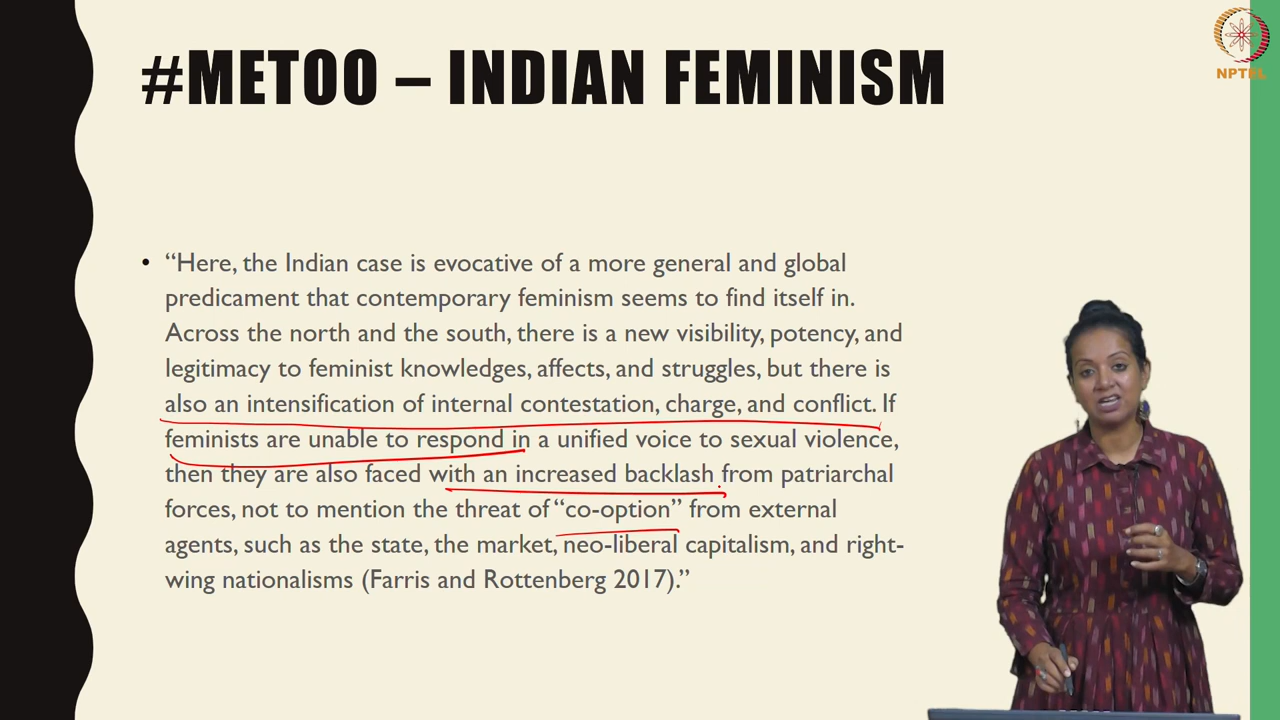 #METOO – INDIAN FEMINISM
NPTEL
• “Here, the Indian case is evocative of a more general and global
predicament that contemporary feminism seems to find itself in.
Across the north and the south, there is a new visibility, potency, and
legitimacy to feminist knowledges, affects, and struggles, but there is
also an intensification of internal contestation, charge, and conflict. If
feminists are unable to respond in a unified voice to sexual violence,
then they are also faced with an increased backlash from patriarchal
forces, not to mention the threat of “co-option” from external
agents, such as the state, the market, neo-liberal capitalism, and right-
wing nationalisms (Farris and Rottenberg 2017).”